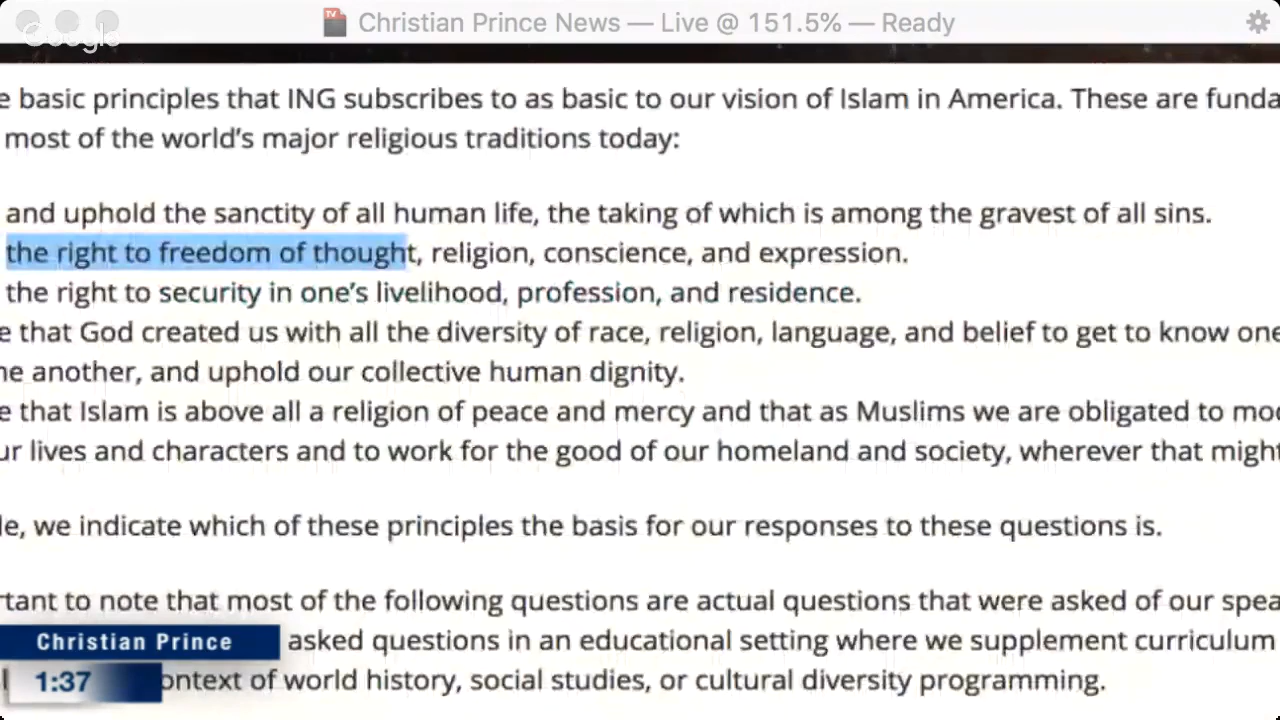 Christian Prince News — Live @ 151.5% — Ready
Google
e basic principles that ING subscribes to as basic to our vision of Islam in America. These are funda
most of the world's major religious traditions today:
and uphold the sanctity of all human life, the taking of which is among the gravest of all sins.
the right to freedom of thought, religion, conscience, and expression.
the right to security in one's livelihood, profession, and residence.
e that God created us with all the diversity of race, religion, language, and belief to get to know one
ne another, and uphold our collective human dignity.
e that Islam is above all a religion of peace and mercy and that as Muslims we are obligated to mod
ur lives and characters and to work for the good of our homeland and society, wherever that might
le, we indicate which of these principles the basis for our responses to these questions is.
rtant to note that most of the following questions are actual questions that were asked of our spea
Christian Prince asked questions in an educational setting where we supplement curriculum
1:37 ontext of world history, social studies, or cultural diversity programming.